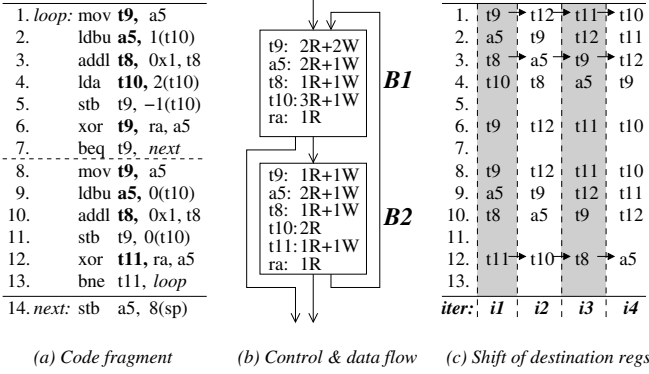 1. loop: mov t9, a5
2. ldbu a5, 1(t10)
3. addl t8, 0x1, t8
4. lda t10, 2(t10)
5. stb t9, −1(t10)
6. xor t9, ra, a5
7. beq t9, next
8. mov t9, a5
9. ldbu a5, 0(t10)
10. addl t8, 0x1, t8
11. stb t9, 0(t10)
12. xor t11, ra, a5
13. bne t11, loop
14. next: stb a5, 8(sp)
(a) Code fragment
t9: 2R+2W
a5: 2R+1W
t8: 1R+1W
t10: 3R+1W
ra: 1R
B1
t9: 1R+1W
a5: 2R+1W
t8: 1R+1W
t10: 2R
t11: 1R+1W
ra: 1R
B2
(b) Control & data flow
1. t9 t12 t11 t10
2. a5 t9 t12 t11
3. t8 a5 t9 t12
4. t10 t8 a5 t9
5.
6. t9 t12 t11 t10
7.
8. t9 t12 t11 t10
9. a5 t9 t12 t11
10. t8 a5 t9 t12
11.
12. t11 t10 t8 a5
13.
iter: i1 i2 i3 i4
(c) Shift of destination regs